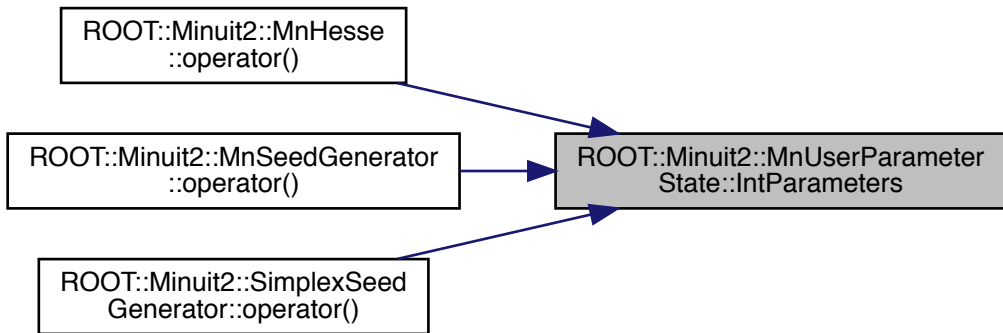 ROOT::Minuit2::MnHesse
::operator()
ROOT::Minuit2::MnSeedGenerator
::operator()
ROOT::Minuit2::MnUserParameter
State::IntParameters
ROOT::Minuit2::SimplexSeed
Generator::operator()